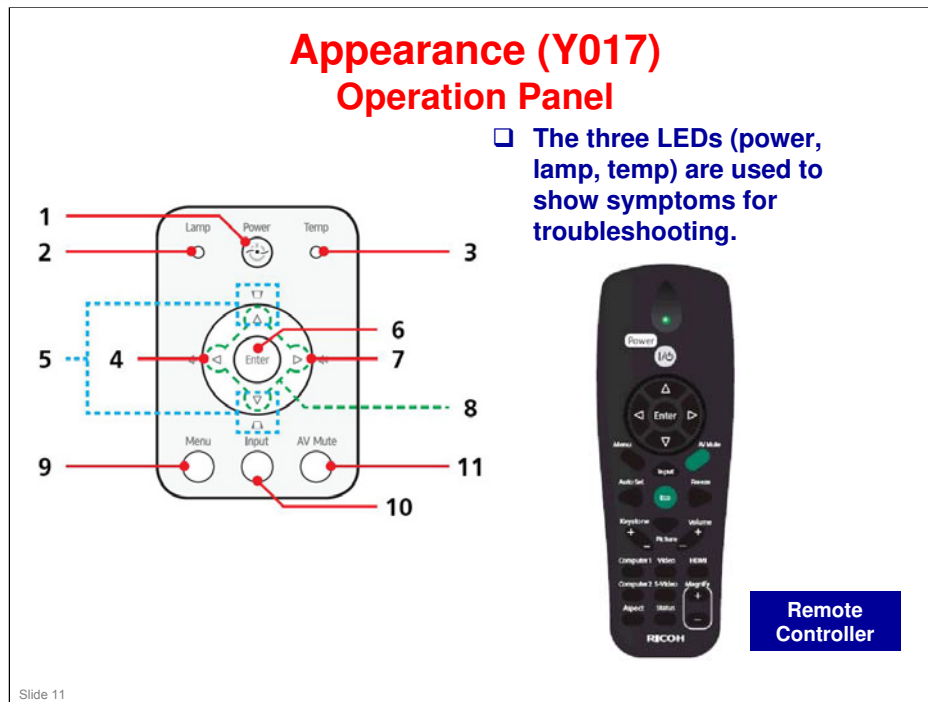 Appearance (Y017)
Operation Panel
❑ The three LEDs (power,
lamp, temp) are used to
show symptoms for
troubleshooting.
1
2
3
4
5
6
7
8
9
10
11
Lamp Power Temp
Enter
Menu Input AV Mute
Power
Enter
Menu AV Mute
Input
Auto Set Freeze
Eco
Keystone Volume
+ +
Picture
- -
Computer1 Video HDMI
Computer2 S-Video Magnify
+
Aspect Status
-
RICOH
Remote
Controller
Slide 11